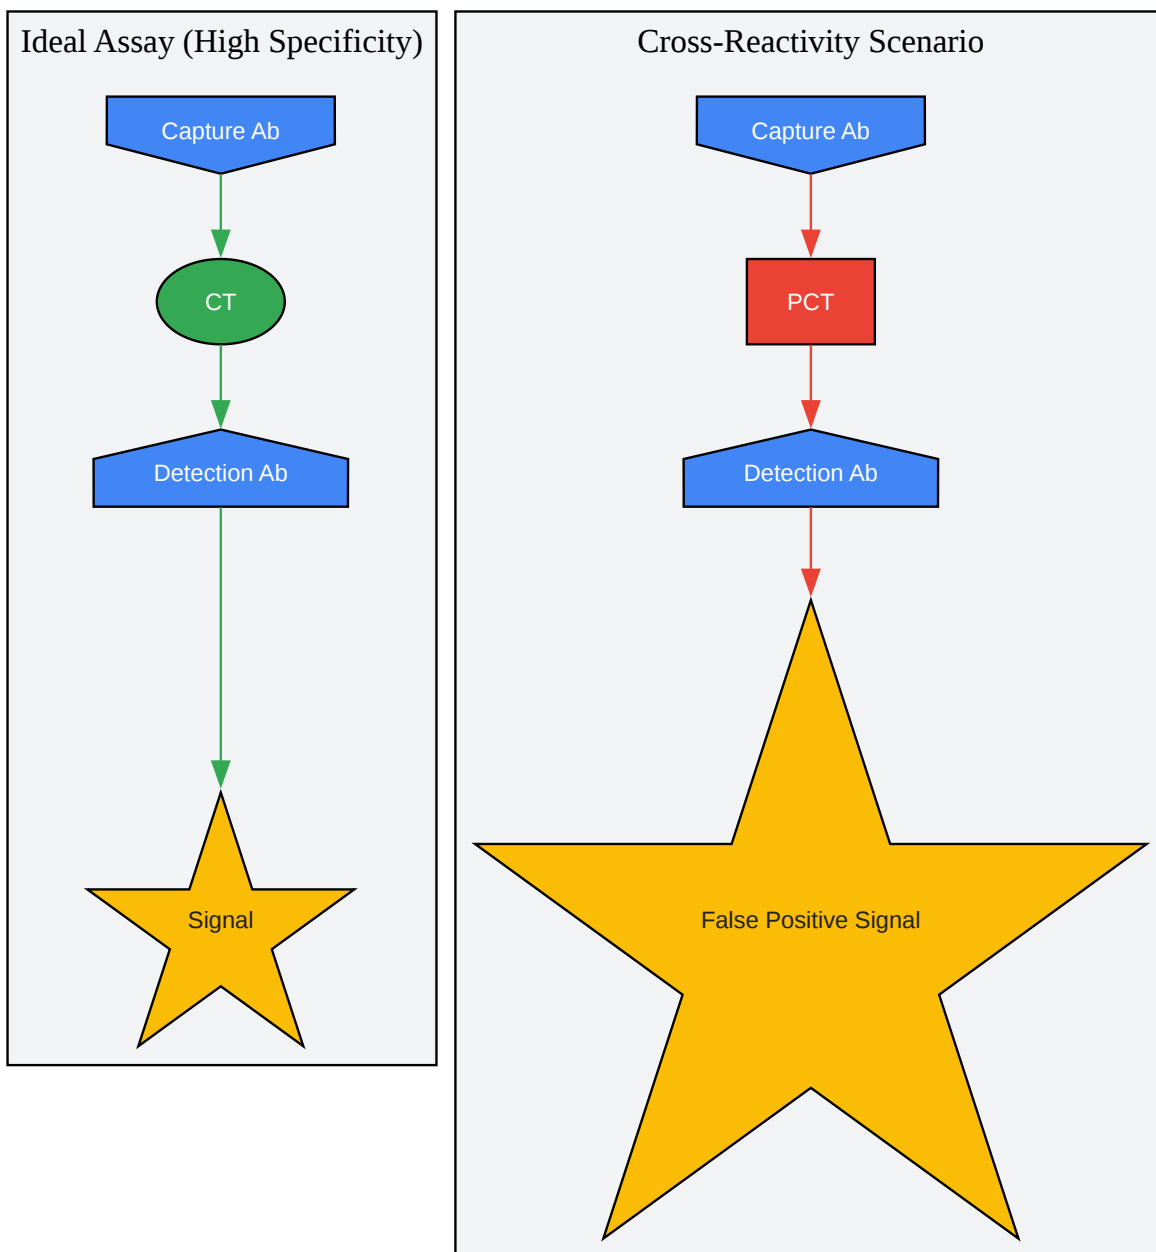 Ideal Assay (High Specificity)
Capture Ab
CT
Detection Ab
Signal
Cross-Reactivity Scenario
Capture Ab
PCT
Detection Ab
False Positive Signal